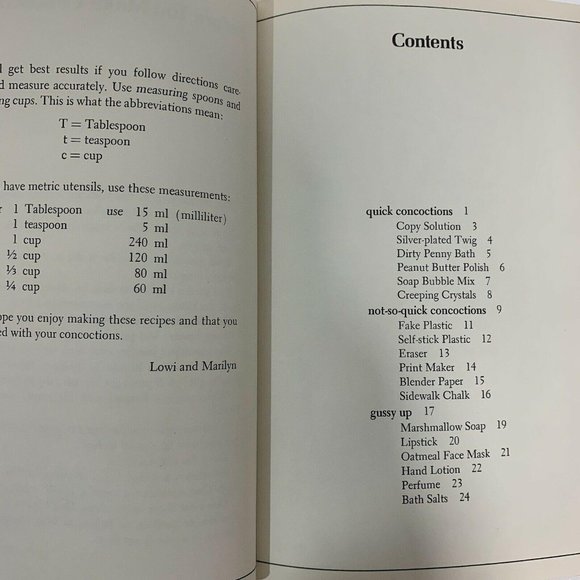 get best results if you follow directions care-
measure accurately. Use measuring spoons and
cups. This is what the abbreviations mean:
T = Tablespoon
t = teaspoon
c = cup
have metric utensils, use these measurements:
1 Tablespoon use 15 ml (milliliter)
1 teaspoon 5 ml
1 cup 240 ml
½ cup 120 ml
⅓ cup 80 ml
¼ cup 60 ml
you enjoy making these recipes and that you
with your concoctions.
Lowi and Marilyn
Contents
quick concoctions 1
Copy Solution 3
Silver-plated Twig 4
Dirty Penny Bath 5
Peanut Butter Polish 6
Soap Bubble Mix 7
Creeping Crystals 8
not-so-quick concoctions 9
Fake Plastic 11
Self-stick Plastic 12
Eraser 13
Print Maker 14
Blender Paper 15
Sidewalk Chalk 16
gussy up 17
Marshmallow Soap 19
Lipstick 20
Oatmeal Face Mask 21
Hand Lotion 22
Perfume 23
Bath Salts 24